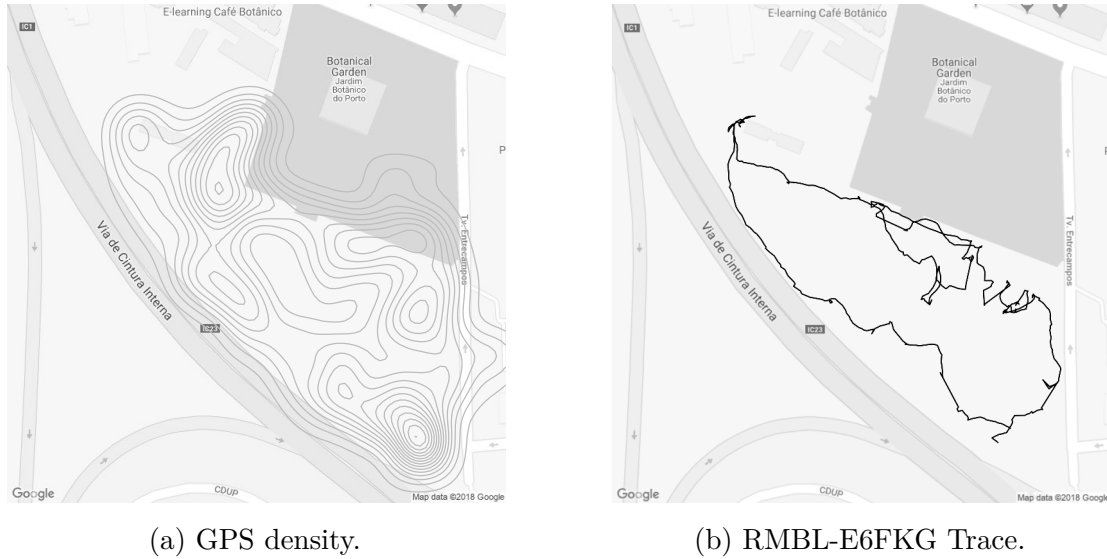 E-learning Café Botânico
IC1
Botanical
Garden
Jardim
Botânico
do Porto
P
Tv. Entrecampos
Via de Cintura Interna
IC23
Google
CDUP
Map data ©2018 Google
(a) GPS density.
E-learning Café Botânico
IC1
Botanical
Garden
Jardim
Botânico
do Porto
P
Tv. Entrecampos
Via de Cintura Interna
IC23
Google
CDUP
Map data ©2018 Google
(b) RMBL-E6FKG Trace.